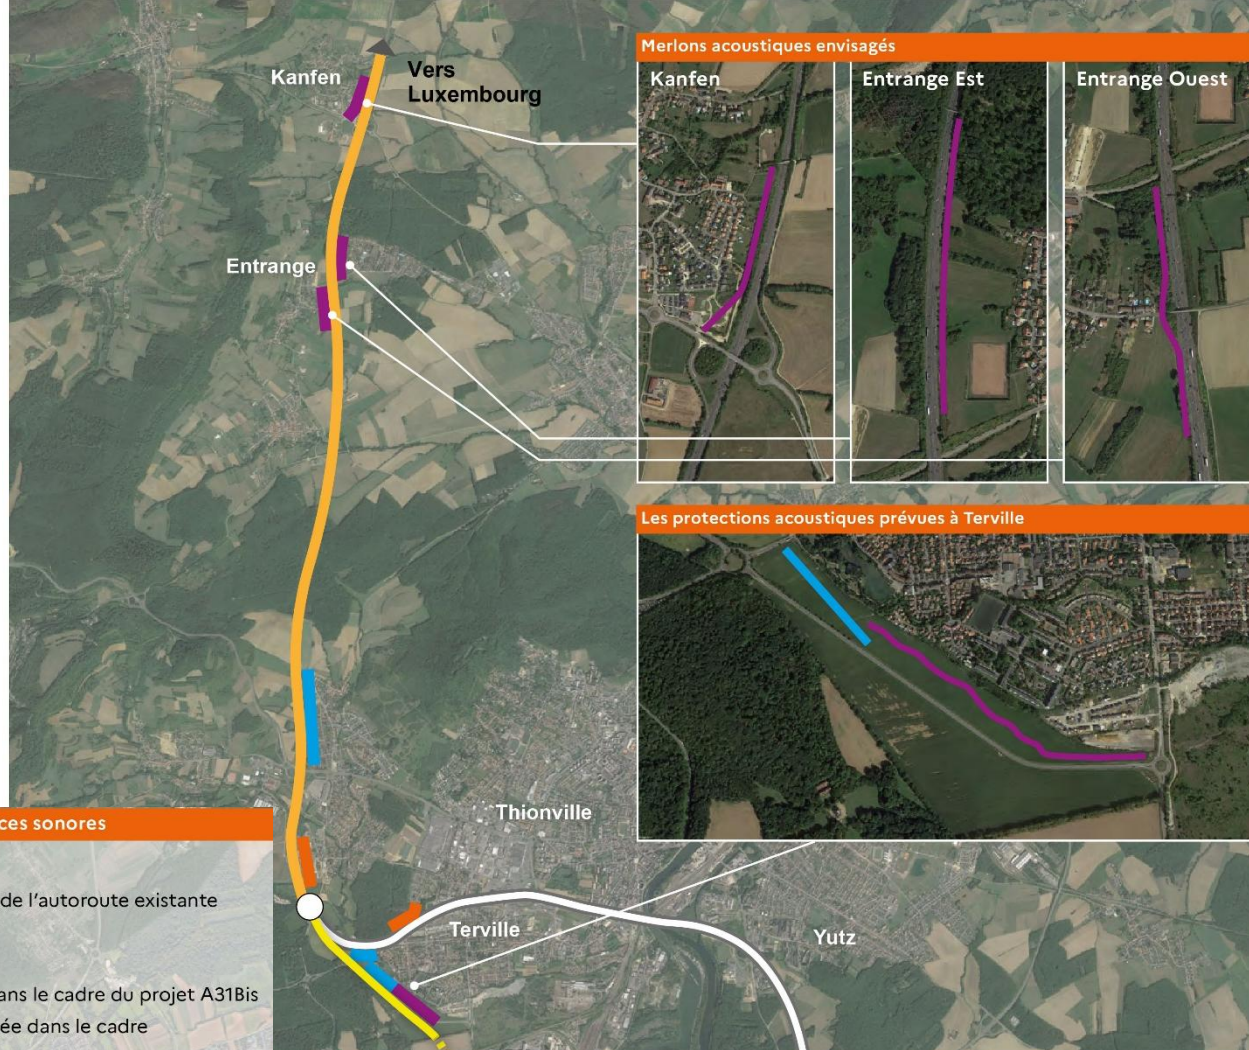 Kanfen
Vers
Luxembourg
Entrange
Merlons acoustiques envisagés
Kanfen
Entrange Est
Entrange Ouest
Les protections acoustiques prévues à Terville
Thionville
Terville
Yutz
ces sonores
de l'autoroute existante
ans le cadre du projet A31Bis
ée dans le cadre